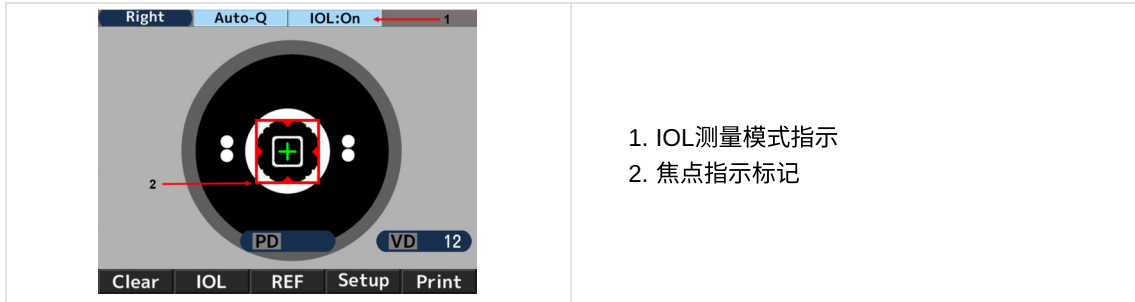 Right Auto-Q IOL:On 1
2
PD VD 12
Clear IOL REF Setup Print
1. IOL测量模式指示
2. 焦点指示标记